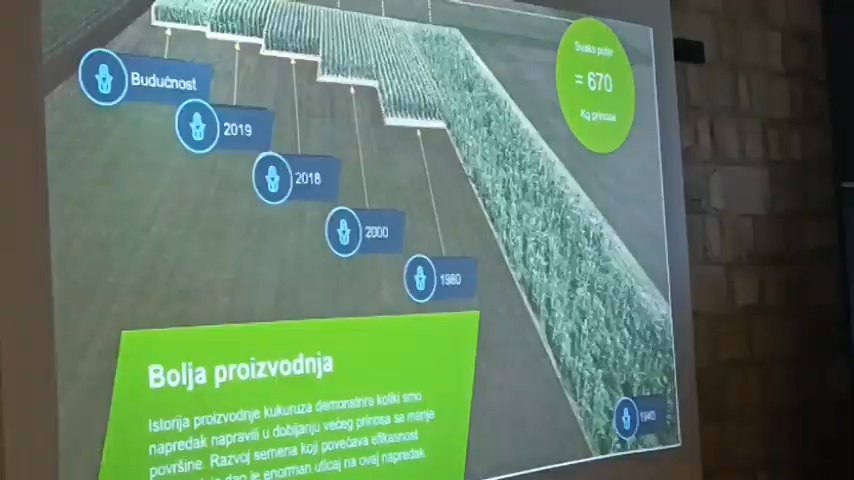 Svako polje
= 670
Kg prinosa
Budućnost
2019
2018
2000
1980
1940
Bolja proizvodnja
Istorija proizvodnje kukuruza demonstrira koliki smo
napredak napravili u dobijanju većeg prinosa sa manje
površine. Razvoj semena koji povećava efikasnost
dao je enorman uticaj na ovaj napredak.